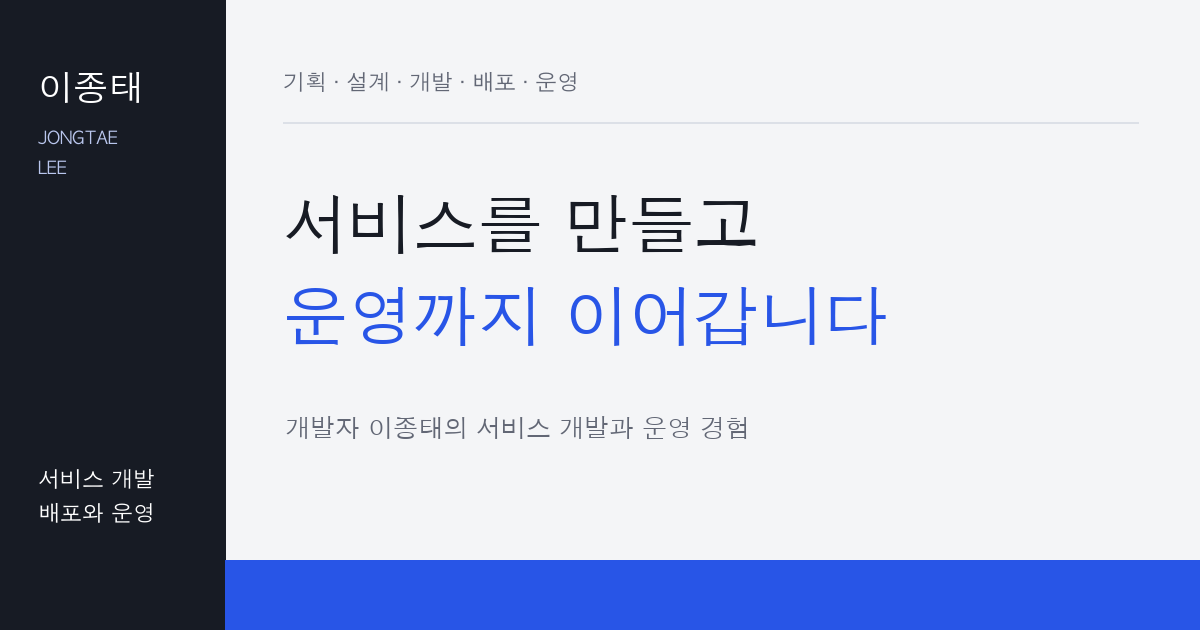 이종태
JONGTAE
LEE
서비스 개발
배포와 운영
기획 · 설계 · 개발 · 배포 · 운영
서비스를 만들고
운영까지 이어갑니다
개발자 이종태의 서비스 개발과 운영 경험